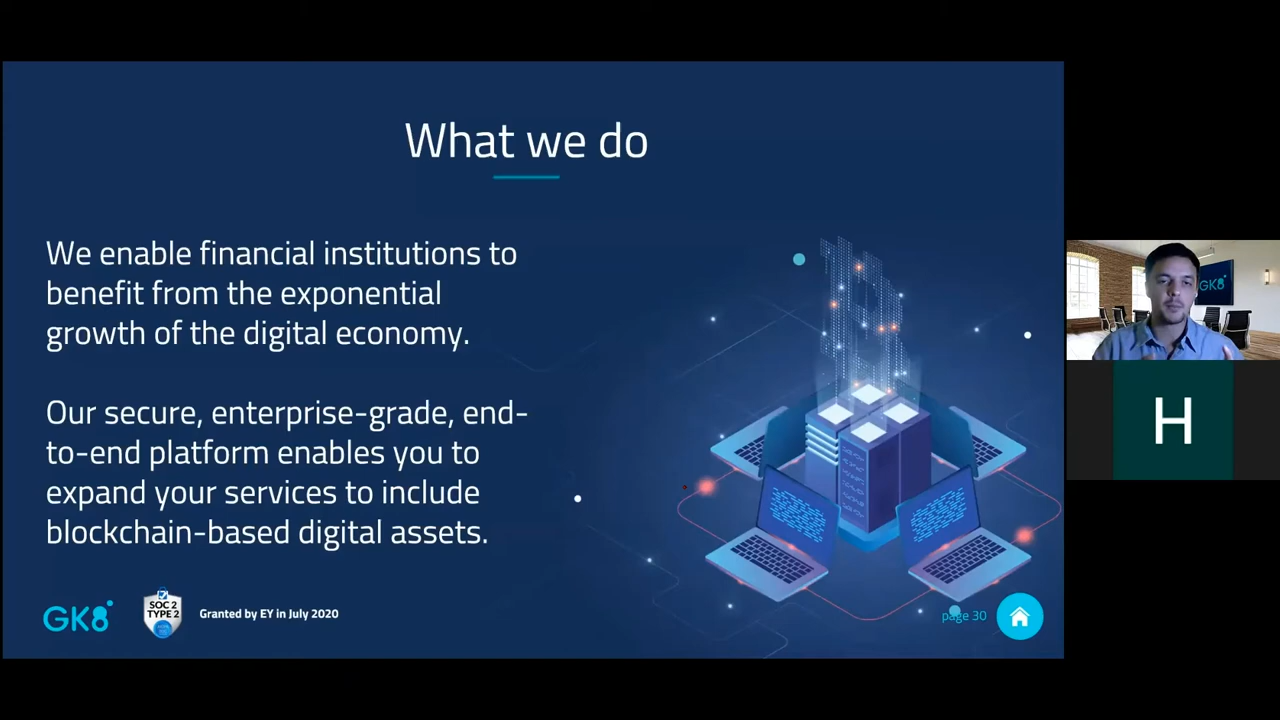 What we do
We enable financial institutions to
benefit from the exponential
growth of the digital economy.
Our secure, enterprise-grade, end-
to-end platform enables you to
expand your services to include
blockchain-based digital assets.
GK8
SOC 2
TYPE 2
Granted by EY in July 2020
page 30
GK8
H